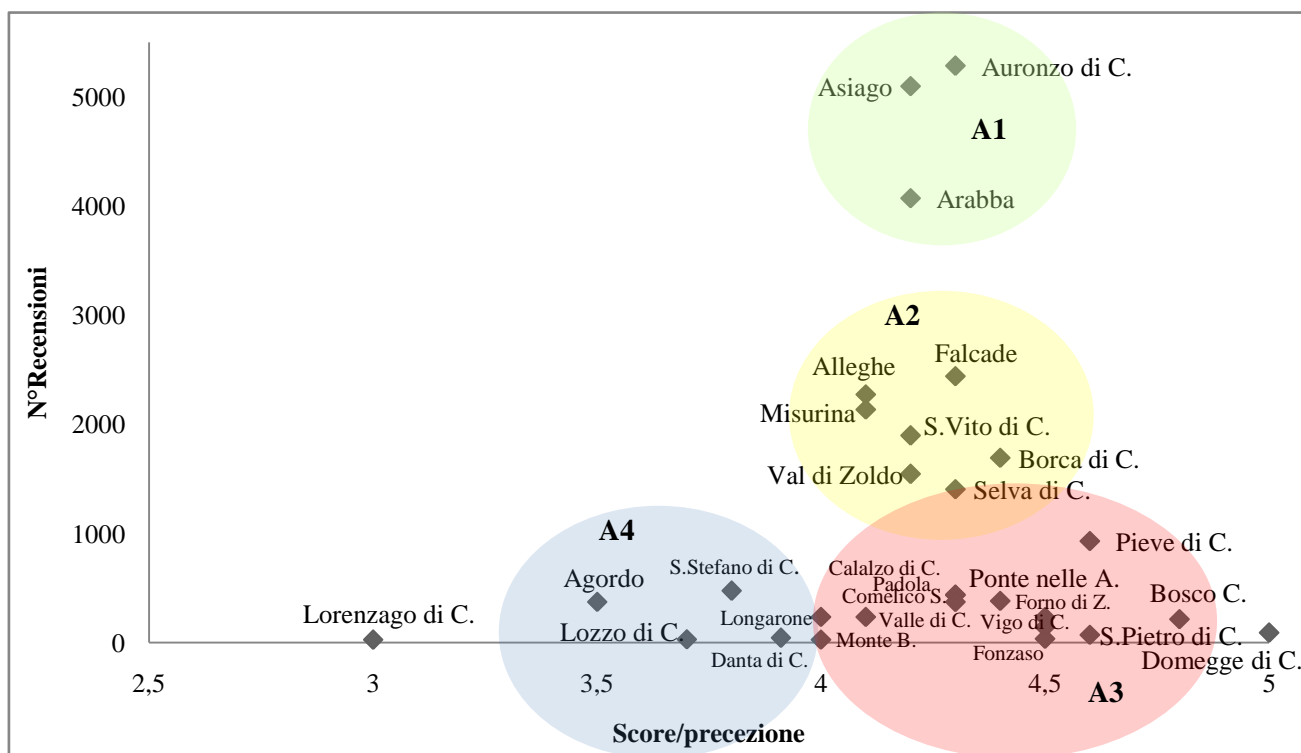 Auronzo di C.
Asiago
5000
A1
4000
Arabba
N°Recensioni
3000
A2
Falcade
Alleghe
Misurina
2000
S.Vito di C.
Borca di C.
Val di Zoldo
Selva di C.
1000
A4
Pieve di C.
S.Stefano di C.
Calalzo di C.
Agordo
Padola
Ponte nelle A.
Bosco C.
Comelico S.
Forno di Z.
Lorenzago di C.
Longarone
Valle di C.
Vigo di C.
Lozzo di C.
Monte B.
S.Pietro di C.
0
Danta di C.
Fonzaso
Domegge di C.
2,5
3
3,5
4
4,5
5
A3
Score/precezione